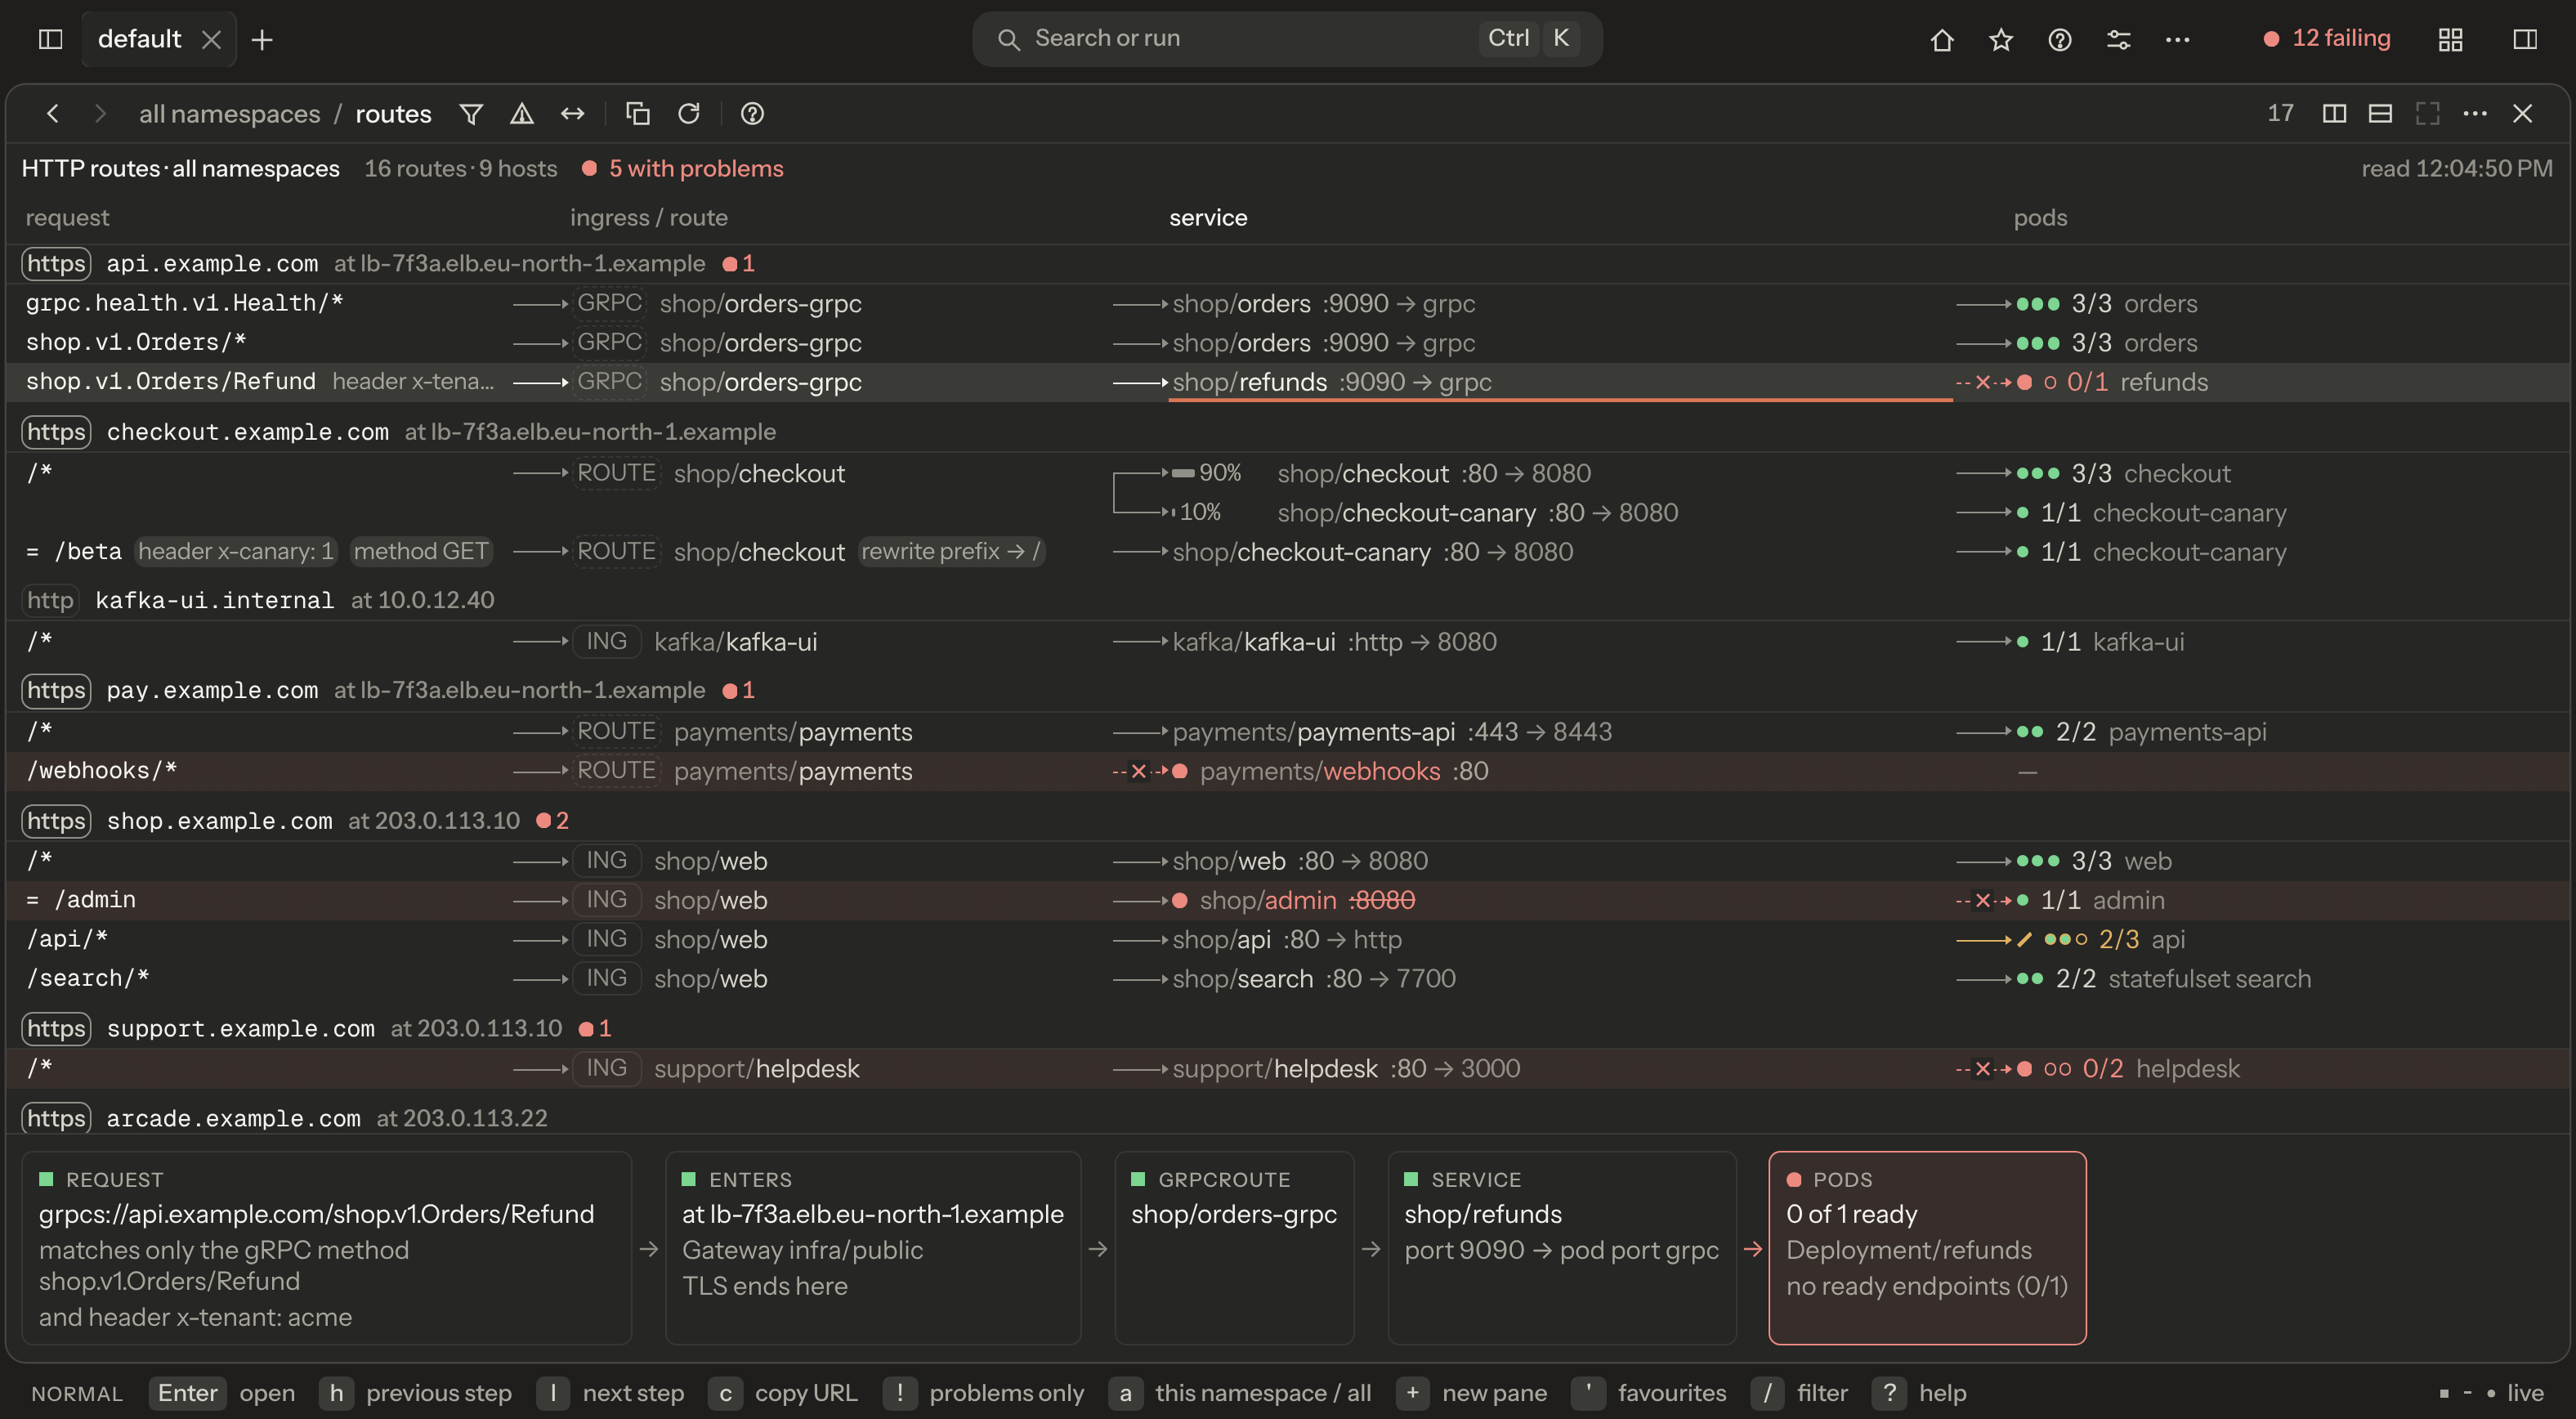 default
Search or run Ctrl K
12 failing
all namespaces / routes
17
HTTP routes · all namespaces 16 routes · 9 hosts 5 with problems read 12:04:50 PM
request ingress / route service pods
https api.example.com at lb-7f3a.elb.eu-north-1.example 1
grpc.health.v1.Health/* GRPC shop/orders-grpc shop/orders :9090 → grpc 3/3 orders
shop.v1.Orders/* GRPC shop/orders-grpc shop/orders :9090 → grpc 3/3 orders
shop.v1.Orders/Refund header x-tena... GRPC shop/orders-grpc shop/refunds :9090 → grpc 0/1 refunds
https checkout.example.com at lb-7f3a.elb.eu-north-1.example
/* ROUTE shop/checkout 90% shop/checkout :80 → 8080 3/3 checkout
10% shop/checkout-canary :80 → 8080 1/1 checkout-canary
= /beta header x-canary: 1 method GET ROUTE shop/checkout rewrite prefix → / shop/checkout-canary :80 → 8080 1/1 checkout-canary
http kafka-ui.internal at 10.0.12.40
/* ING kafka/kafka-ui kafka/kafka-ui :http → 8080 1/1 kafka-ui
https pay.example.com at lb-7f3a.elb.eu-north-1.example 1
/* ROUTE payments/payments payments/payments-api :443 → 8443 2/2 payments-api
/webhooks/* ROUTE payments/payments payments/webhooks :80 —
https shop.example.com at 203.0.113.10 2
/* ING shop/web shop/web :80 → 8080 3/3 web
= /admin ING shop/web shop/admin :8080 1/1 admin
/api/* ING shop/web shop/api :80 → http 2/3 api
/search/* ING shop/web shop/search :80 → 7700 2/2 statefulset search
https support.example.com at 203.0.113.10 1
/* ING support/helpdesk support/helpdesk :80 → 3000 0/2 helpdesk
https arcade.example.com at 203.0.113.22
REQUEST
grpcs://api.example.com/shop.v1.Orders/Refund
matches only the gRPC method
shop.v1.Orders/Refund
and header x-tenant: acme
→
ENTERS
at lb-7f3a.elb.eu-north-1.example
Gateway infra/public
TLS ends here
→
GRPCROUTE
shop/orders-grpc
→
SERVICE
shop/refunds
port 9090 → pod port grpc
→
PODS
0 of 1 ready
Deployment/refunds
no ready endpoints (0/1)
NORMAL Enter open h previous step l next step c copy URL ! problems only a this namespace / all + new pane ' favourites / filter ? help live